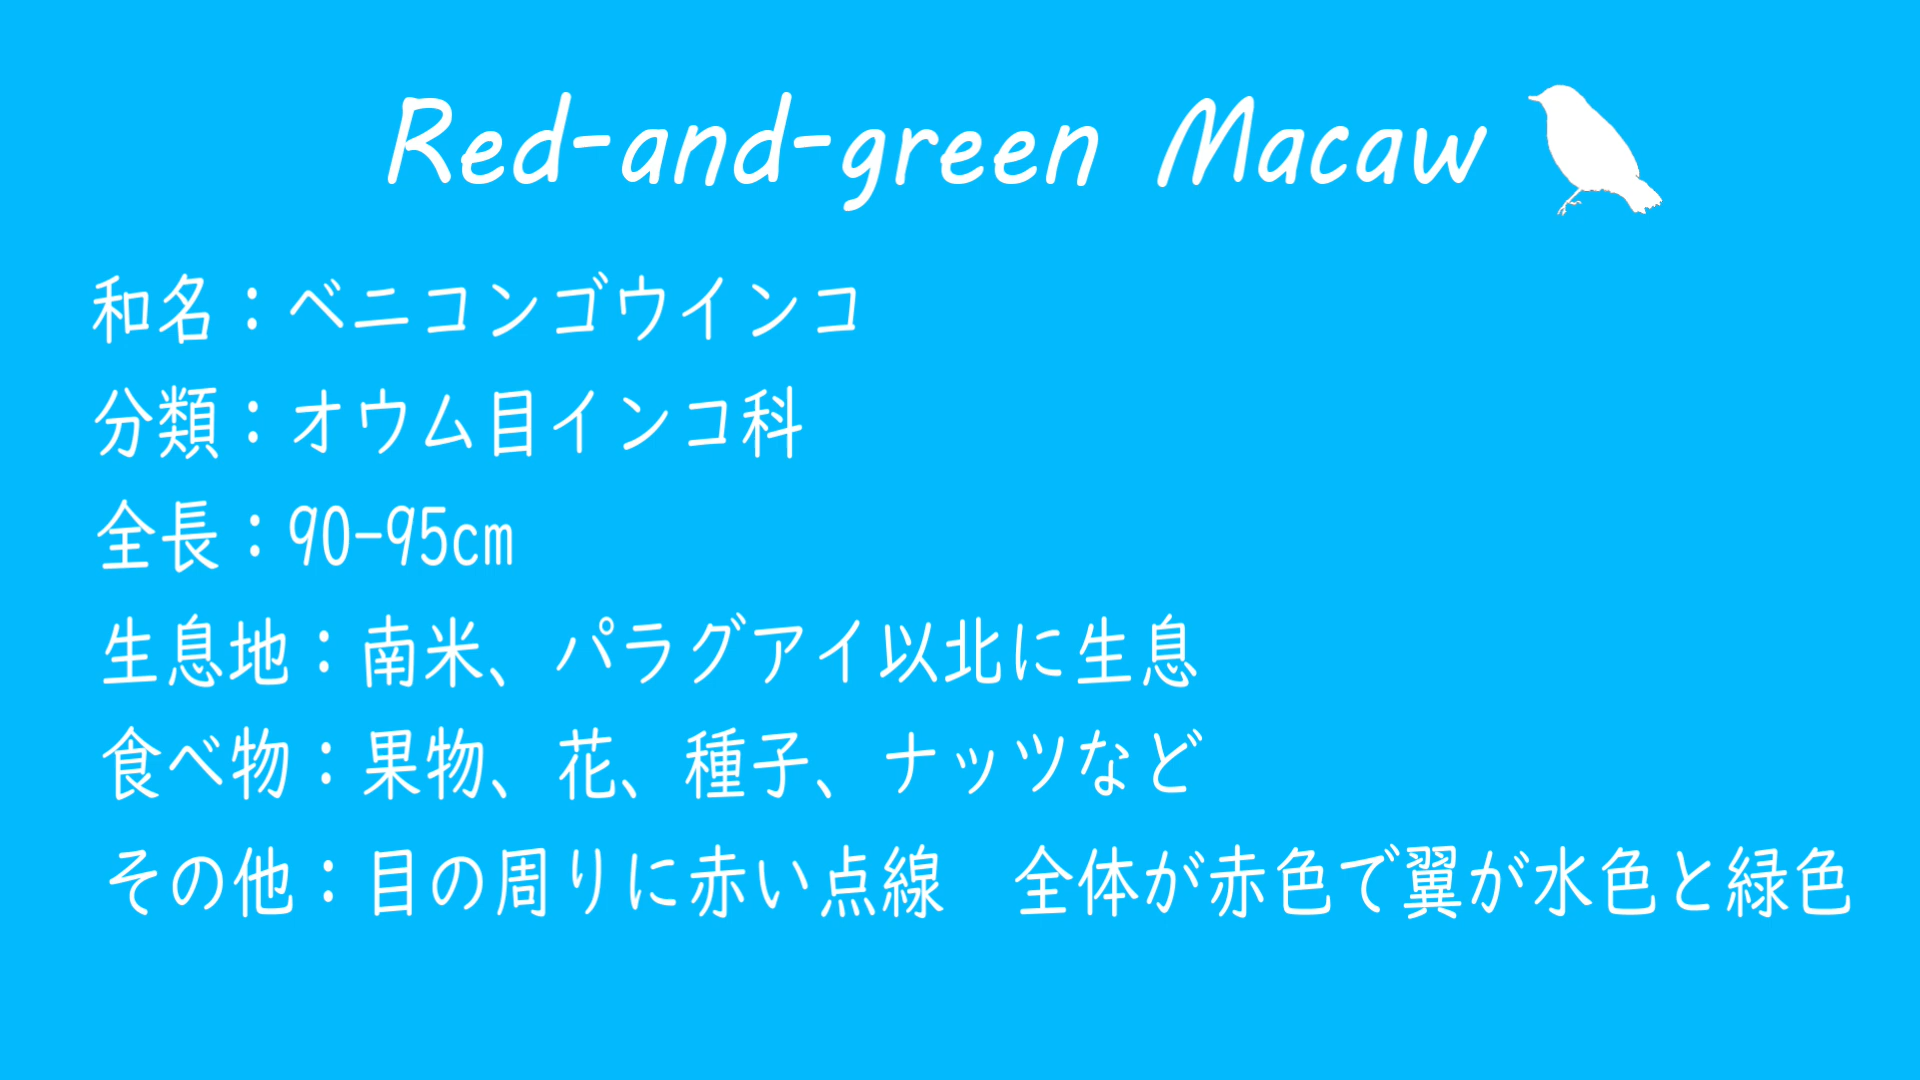 Red-and-green Macaw
和名：ベニコンゴウインコ
分類：オウム目インコ科
全長：90-95cm
生息地：南米、パラグアイ以北に生息
食べ物：果物、花、種子、ナッツなど
その他：目の周りに赤い点線　全体が赤色で翼が水色と緑色